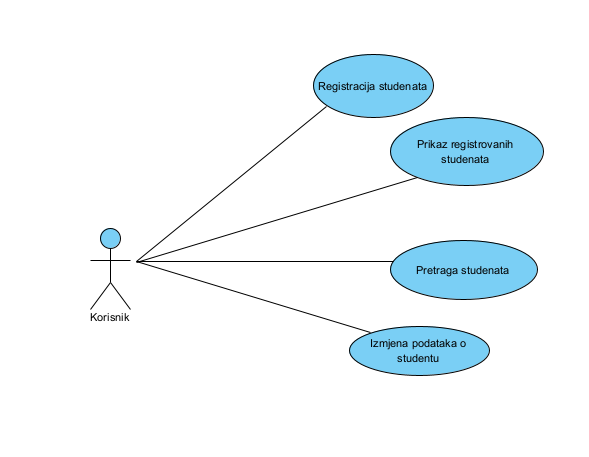 Registracija studenata
Prikaz registrovanih
studenata
Pretraga studenata
Izmjena podataka o
studentu
Korisnik